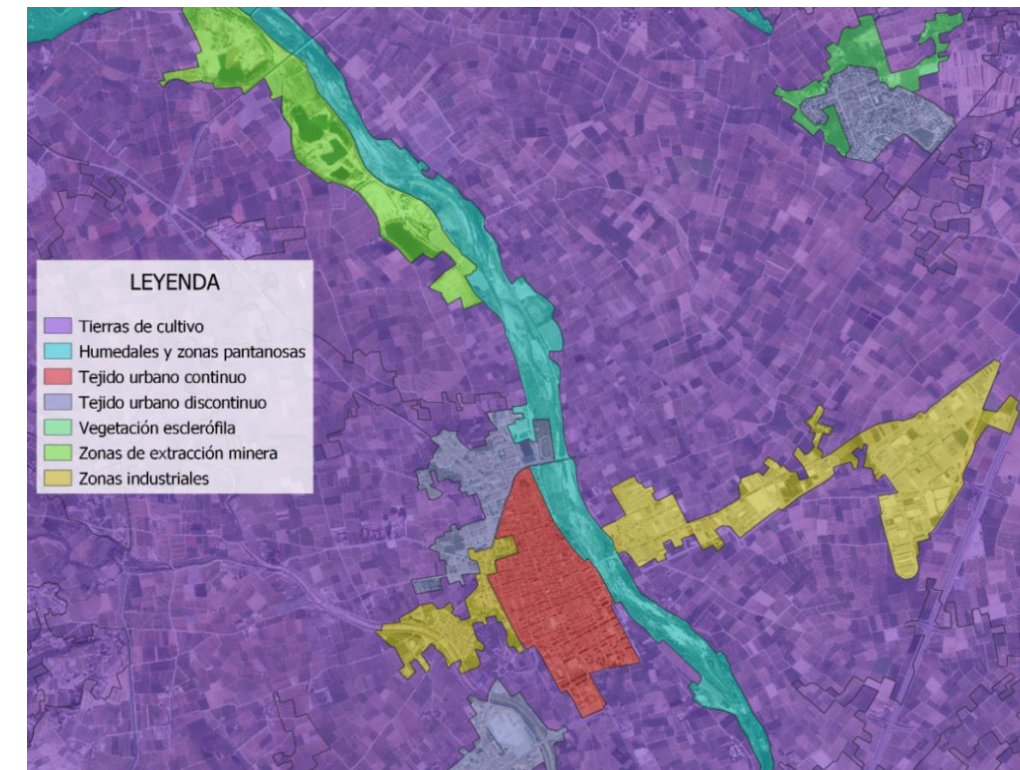 LEYENDA
Tierras de cultivo
Humedales y zonas pantanosas
Tejido urbano continuo
Tejido urbano discontinuo
Vegetación esclerófila
Zonas de extracción minera
Zonas industriales